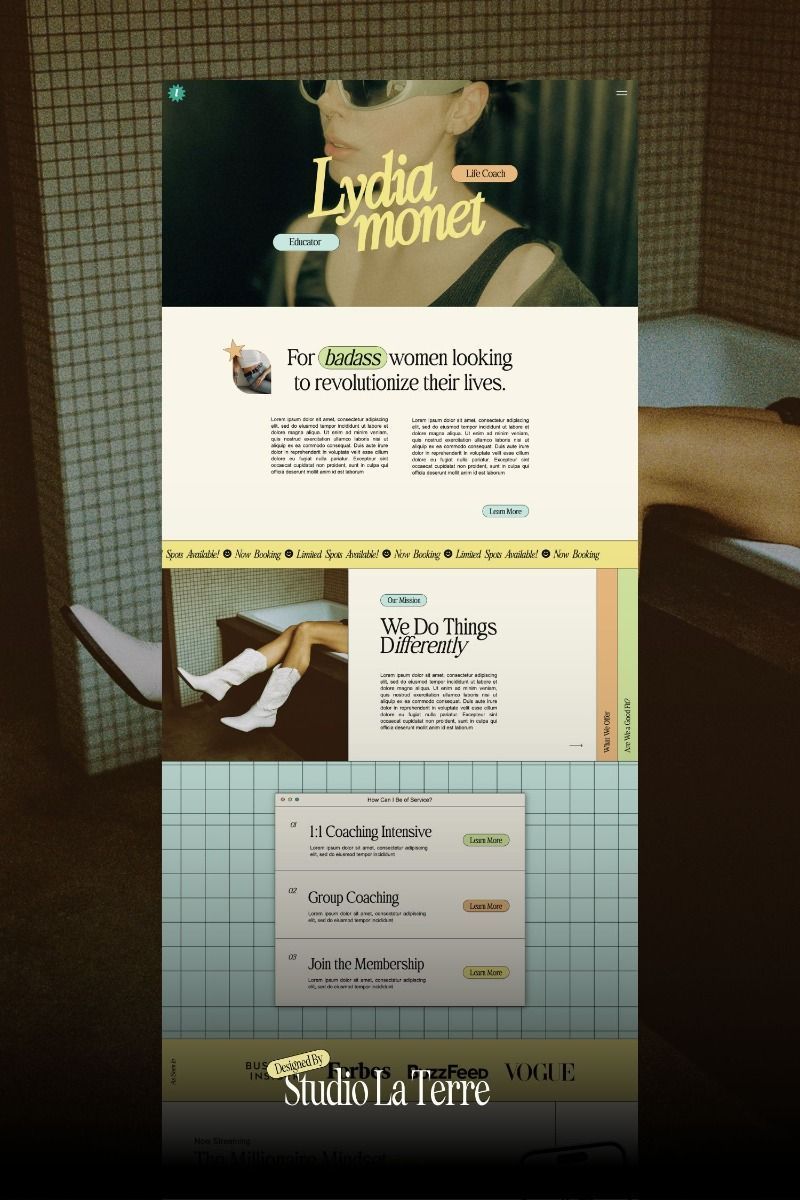 Lydia
monet
Life Coach
Educator
For badass women looking
to revolutionize their lives.
Lorem ipsum dolor sit amet, consectetur adipiscing
elit, sed do eiusmod tempor incididunt ut labore et
dolore magna aliqua. Ut enim ad minim veniam,
quis nostrud exercitation ullamco laboris nisi ut
aliquip ex ea commodo consequat. Duis aute irure
dolor in reprehenderit in voluptate velit esse cillum
dolore eu fugiat nulla pariatur. Excepteur sint
occaecat cupidatat non proident, sunt in culpa qui
officia deserunt mollit anim id est laborum
Lorem ipsum dolor sit amet, consectetur adipiscing
elit, sed do eiusmod tempor incididunt ut labore et
dolore magna aliqua. Ut enim ad minim veniam,
quis nostrud exercitation ullamco laboris nisi ut
aliquip ex ea commodo consequat. Duis aute irure
dolor in reprehenderit in voluptate velit esse cillum
dolore eu fugiat nulla pariatur. Excepteur sint
occaecat cupidatat non proident, sunt in culpa qui
officia deserunt mollit anim id est laborum
Learn More
Spots Available! Now Booking Limited Spots Available! Now Booking Limited Spots Available! Now Booking
Our Mission
We Do Things
Differently
Lorem ipsum dolor sit amet, consectetur adipiscing
elit, sed do eiusmod tempor incididunt ut labore et
dolore magna aliqua. Ut enim ad minim veniam,
quis nostrud exercitation ullamco laboris nisi ut
aliquip ex ea commodo consequat. Duis aute irure
dolor in reprehenderit in voluptate velit esse cillum
dolore eu fugiat nulla pariatur. Excepteur sint
occaecat cupidatat non proident, sunt in culpa qui
officia deserunt mollit anim id est laborum
What We Offer
Are We a Good Fit?
How Can I Be of Service?
01
1:1 Coaching Intensive
Lorem ipsum dolor sit amet, consectetur adipiscing
elit, sed do eiusmod tempor incididunt
Learn More
02
Group Coaching
Lorem ipsum dolor sit amet, consectetur adipiscing
elit, sed do eiusmod tempor incididunt
Learn More
03
Join the Membership
Lorem ipsum dolor sit amet, consectetur adipiscing
elit, sed do eiusmod tempor incididunt
Learn More
As Seen In
Forbes BuzzFeed VOGUE
Designed By
Studio La Terre
Now Streaming
The Millionaire Mindset